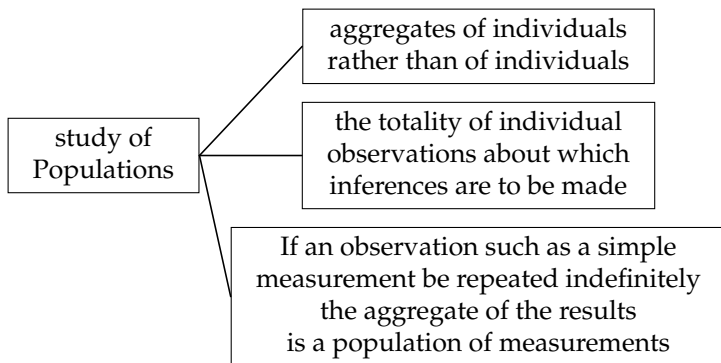 aggregates of individuals
rather than of individuals
study of
Populations
the totality of individual
observations about which
inferences are to be made
If an observation such as a simple
measurement be repeated indefinitely
the aggregate of the results
is a population of measurements